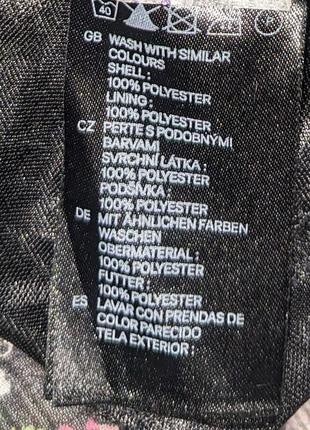 40 P
GB WASH WITH SIMILAR
COLOURS
SHELL :
100% POLYESTER
LINING :
100% POLYESTER
CZ PERTE S PODOBNÝMI
BARVAMI
SVRCHNÍ LÁTKA :
100% POLYESTER
PODŠÍVKA :
100% POLYESTER
DE MIT ÄHNLICHEN FARBEN
WASCHEN
OBERMATERIAL :
100% POLYESTER
FUTTER :
100% POLYESTER
ES LAVAR CON PRENDAS DE
COLOR PARECIDO
TELA EXTERIOR :